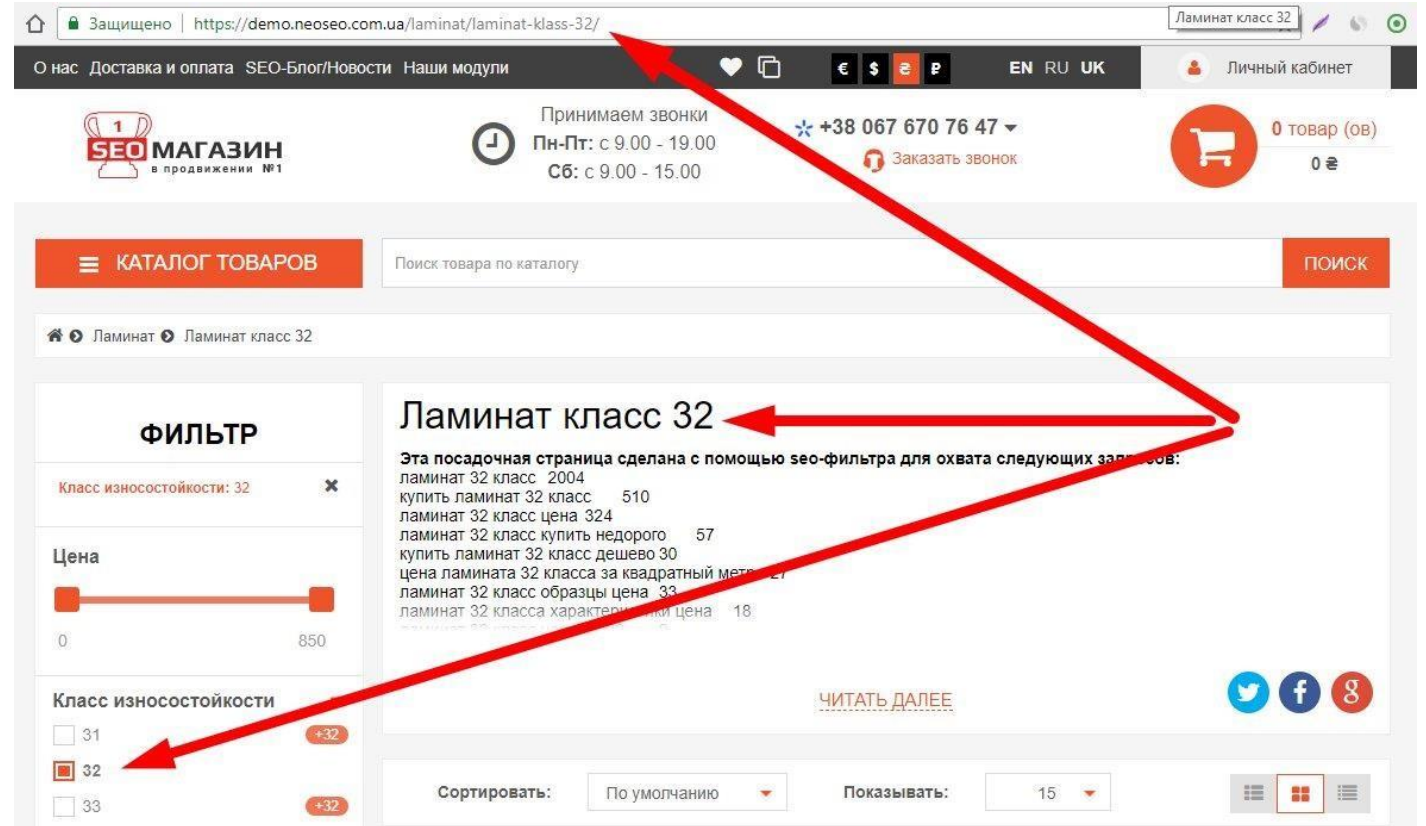 Защищено | https://demo.neoseo.com.ua/laminat/laminat-klass-32/
Ламинат класс 32
О нас Доставка и оплата SEO-Блог/Новости Наши модули
€ $ ₴ ₽
EN RU UK
Личный кабинет
1
SEO МАГАЗИН
в продвижении №1
Принимаем звонки
Пн-Пт: с 9.00 - 19.00
Сб: с 9.00 - 15.00
+38 067 670 76 47
Заказать звонок
0 товар (ов)
0 ₴
КАТАЛОГ ТОВАРОВ
Поиск товара по каталогу
ПОИСК
Ламинат Ламинат класс 32
ФИЛЬТР
Класс износостойкости: 32
Цена
0 850
Класс износостойкости
31 +32
32
33 +32
Ламинат класс 32
Эта посадочная страница сделана с помощью seo-фильтра для охвата следующих запросов:
ламинат 32 класс 2004
купить ламинат 32 класс 510
ламинат 32 класс цена 324
ламинат 32 класс купить недорого 57
купить ламинат 32 класс дешево 30
цена ламината 32 класса за квадратный метр 27
ламинат 32 класс образцы цена 33
ламинат 32 класса характеристики цена 18
ЧИТАТЬ ДАЛЕЕ
Сортировать: По умолчанию Показывать: 15